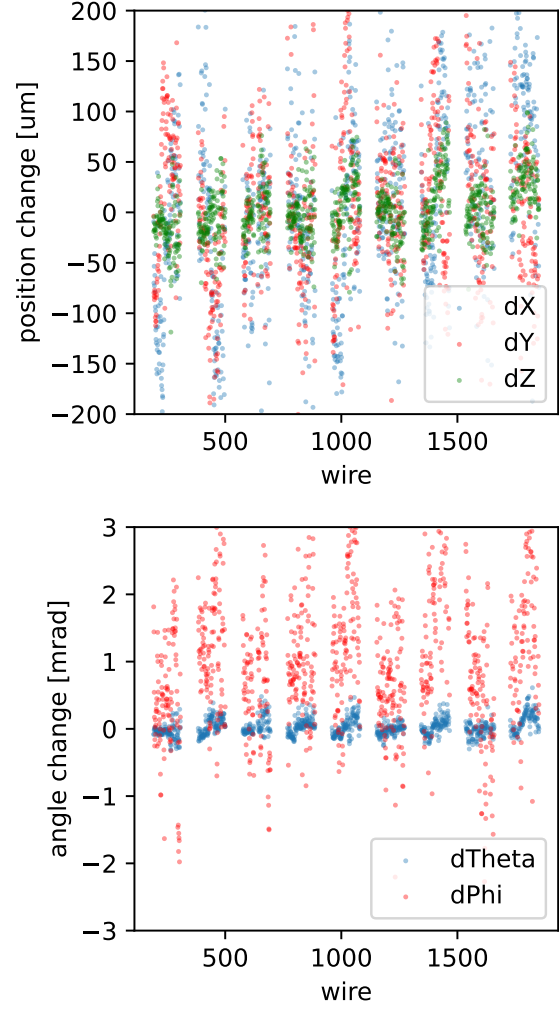 200
150
100
50
0
−50
−100
−150
−200
position change [um]
dX
dY
dZ
500 1000 1500
wire
3
2
1
0
−1
−2
−3
angle change [mrad]
dTheta
dPhi
500 1000 1500
wire